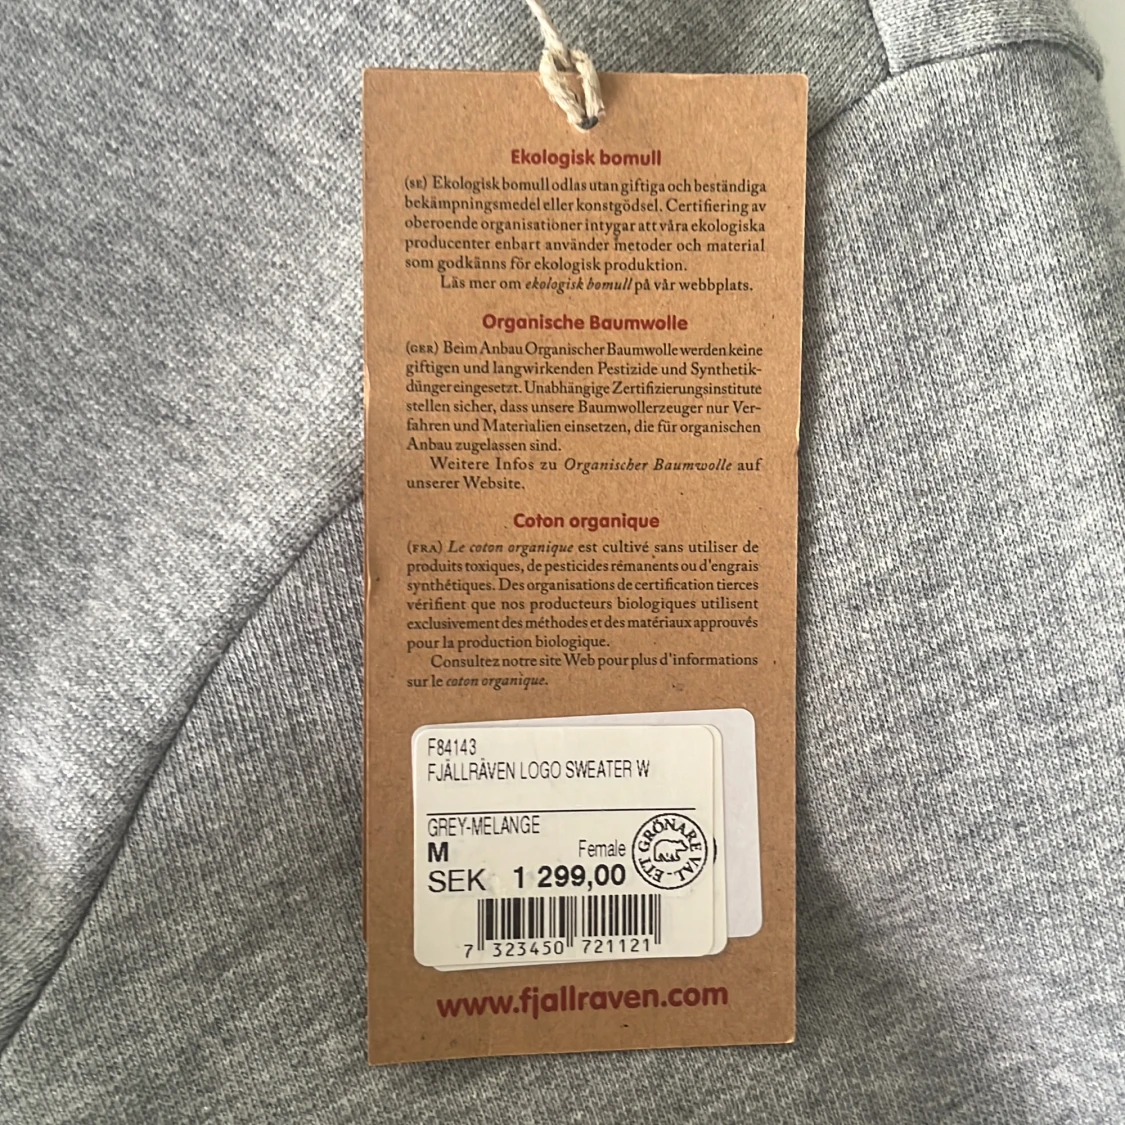 Ekologisk bomull
(SE) Ekologisk bomull odlas utan giftiga och beständiga
bekämpningsmedel eller konstgödsel. Certifiering av
oberoende organisationer intygar att våra ekologiska
producenter enbart använder metoder och material
som godkänns för ekologisk produktion.
Läs mer om ekologisk bomull på vår webbplats.
Organische Baumwolle
(GER) Beim Anbau Organischer Baumwolle werden keine
giftigen und langwirkenden Pestizide und Synthetik-
dünger eingesetzt. Unabhängige Zertifizierungsinstitute
stellen sicher, dass unsere Baumwollerzeuger nur Ver-
fahren und Materialien einsetzen, die für organischen
Anbau zugelassen sind.
Weitere Infos zu Organischer Baumwolle auf
unserer Website.
Coton organique
(FRA) Le coton organique est cultivé sans utiliser de
produits toxiques, de pesticides rémanents ou d'engrais
synthétiques. Des organisations de certification tierces
vérifient que nos producteurs biologiques utilisent
exclusivement des méthodes et des matériaux approuvés
pour la production biologique.
Consultez notre site Web pour plus d'informations
sur le coton organique.
F84143
FJÄLLRÄVEN LOGO SWEATER W
GREY-MELANGE
M Female
SEK 1 299,00
ETT GRÖNARE VAL -
7 323450 721121
www.fjallraven.com